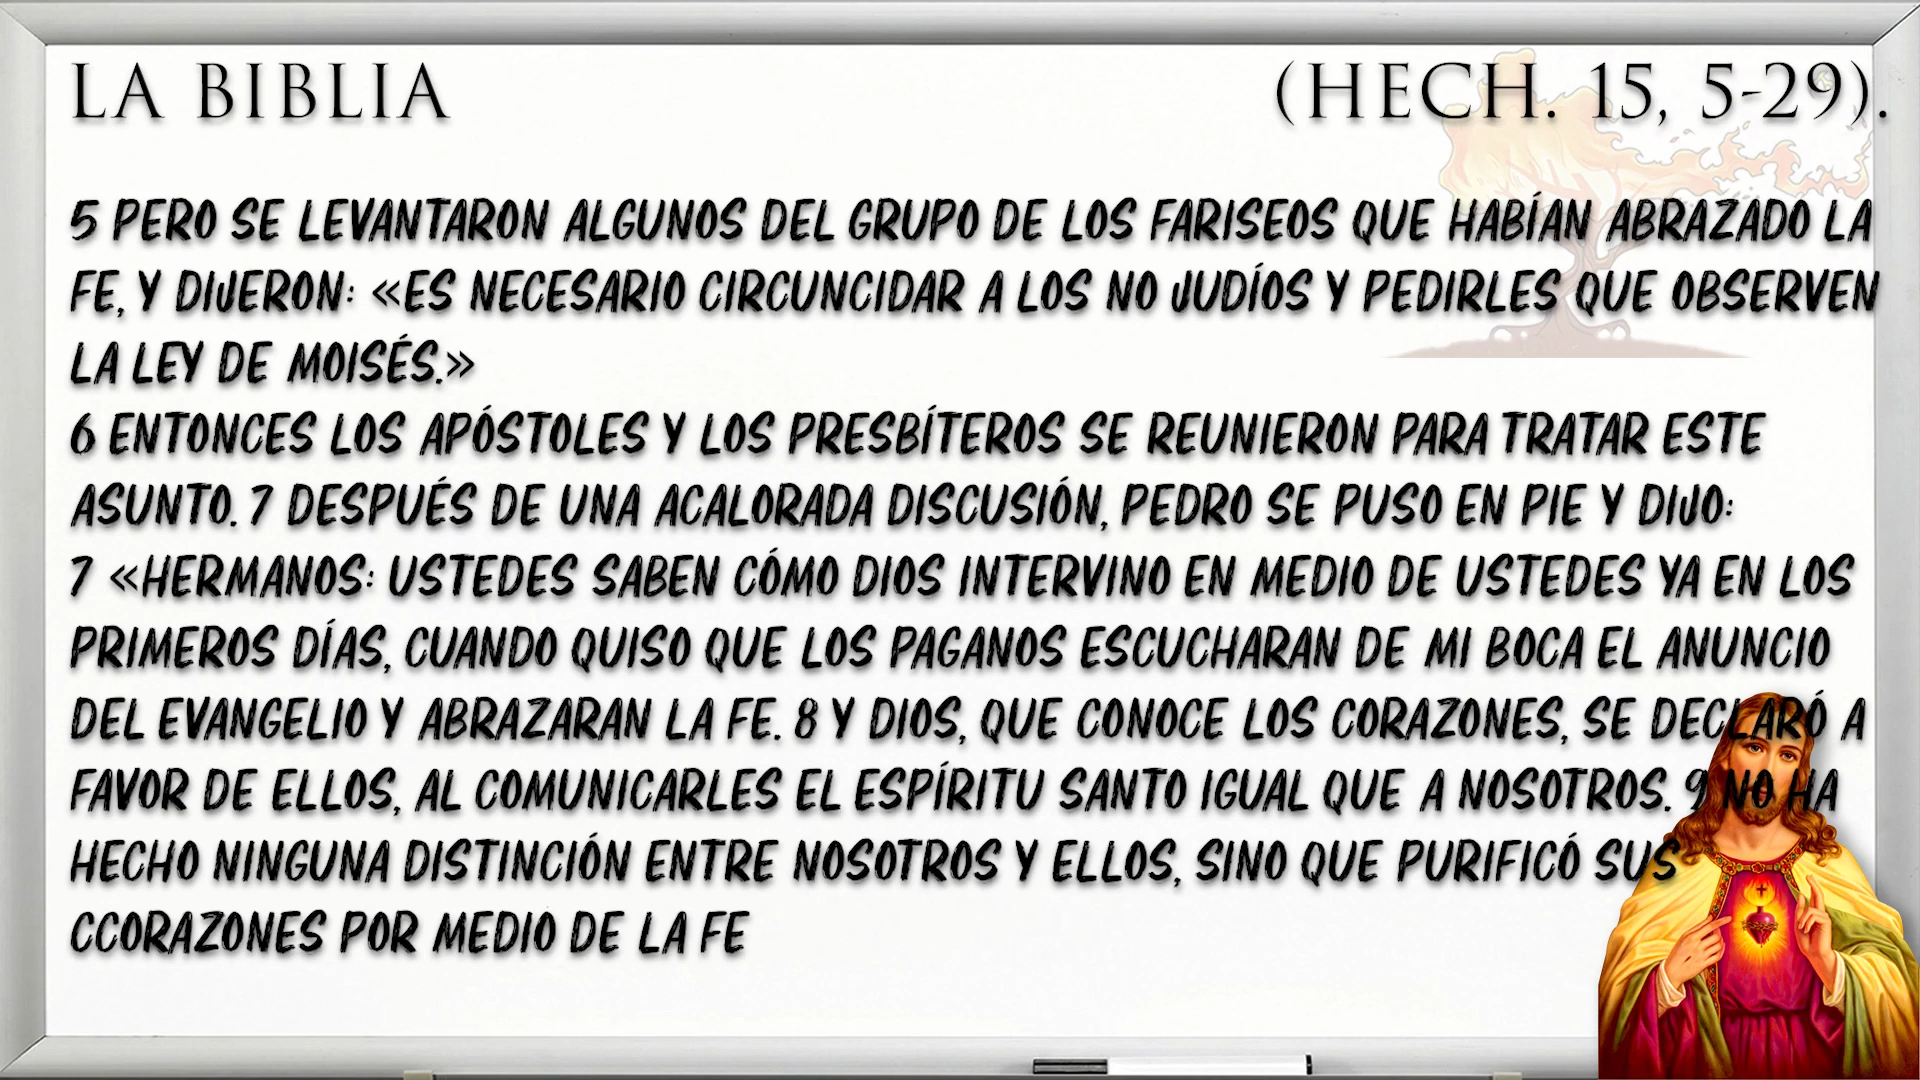 LA BIBLIA (HECH. 15, 5-29).
5 PERO SE LEVANTARON ALGUNOS DEL GRUPO DE LOS FARISEOS QUE HABÍAN ABRAZADO LA
FE, Y DIJERON: «ES NECESARIO CIRCUNCIDAR A LOS NO JUDÍOS Y PEDIRLES QUE OBSERVEN
LA LEY DE MOISÉS.»
6 ENTONCES LOS APÓSTOLES Y LOS PRESBÍTEROS SE REUNIERON PARA TRATAR ESTE
ASUNTO. 7 DESPUÉS DE UNA ACALORADA DISCUSIÓN, PEDRO SE PUSO EN PIE Y DIJO:
7 «HERMANOS: USTEDES SABEN CÓMO DIOS INTERVINO EN MEDIO DE USTEDES YA EN LOS
PRIMEROS DÍAS, CUANDO QUISO QUE LOS PAGANOS ESCUCHARAN DE MI BOCA EL ANUNCIO
DEL EVANGELIO Y ABRAZARAN LA FE. 8 Y DIOS, QUE CONOCE LOS CORAZONES, SE DECLARÓ A
FAVOR DE ELLOS, AL COMUNICARLES EL ESPÍRITU SANTO IGUAL QUE A NOSOTROS. 9 NO HA
HECHO NINGUNA DISTINCIÓN ENTRE NOSOTROS Y ELLOS, SINO QUE PURIFICÓ SUS
CCORAZONES POR MEDIO DE LA FE